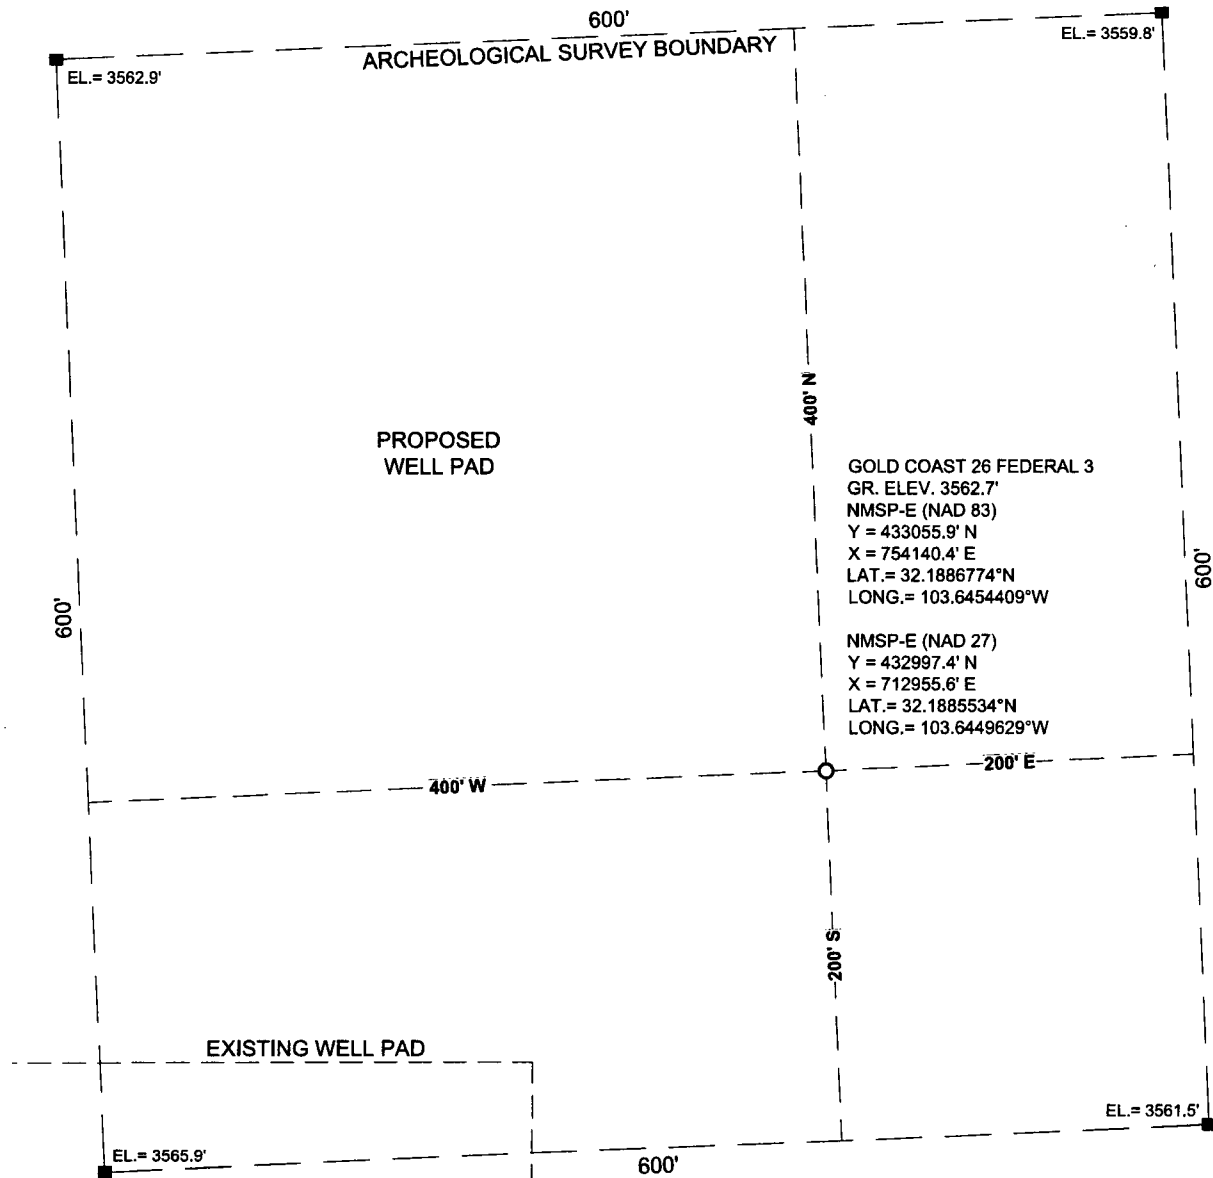 600'
EL.= 3559.8'
ARCHEOLOGICAL SURVEY BOUNDARY
EL.= 3562.9'
400' N
PROPOSED
WELL PAD
GOLD COAST 26 FEDERAL 3
GR. ELEV. 3562.7'
NMSP-E (NAD 83)
Y = 433055.9' N
X = 754140.4' E
LAT.= 32.1886774°N
LONG.= 103.6454409°W
600'
600'
NMSP-E (NAD 27)
Y = 432997.4' N
X = 712955.6' E
LAT.= 32.1885534°N
LONG.= 103.6449629°W
200' E
400' W
200' S
EXISTING WELL PAD
EL.= 3561.5'
EL.= 3565.9'
600'